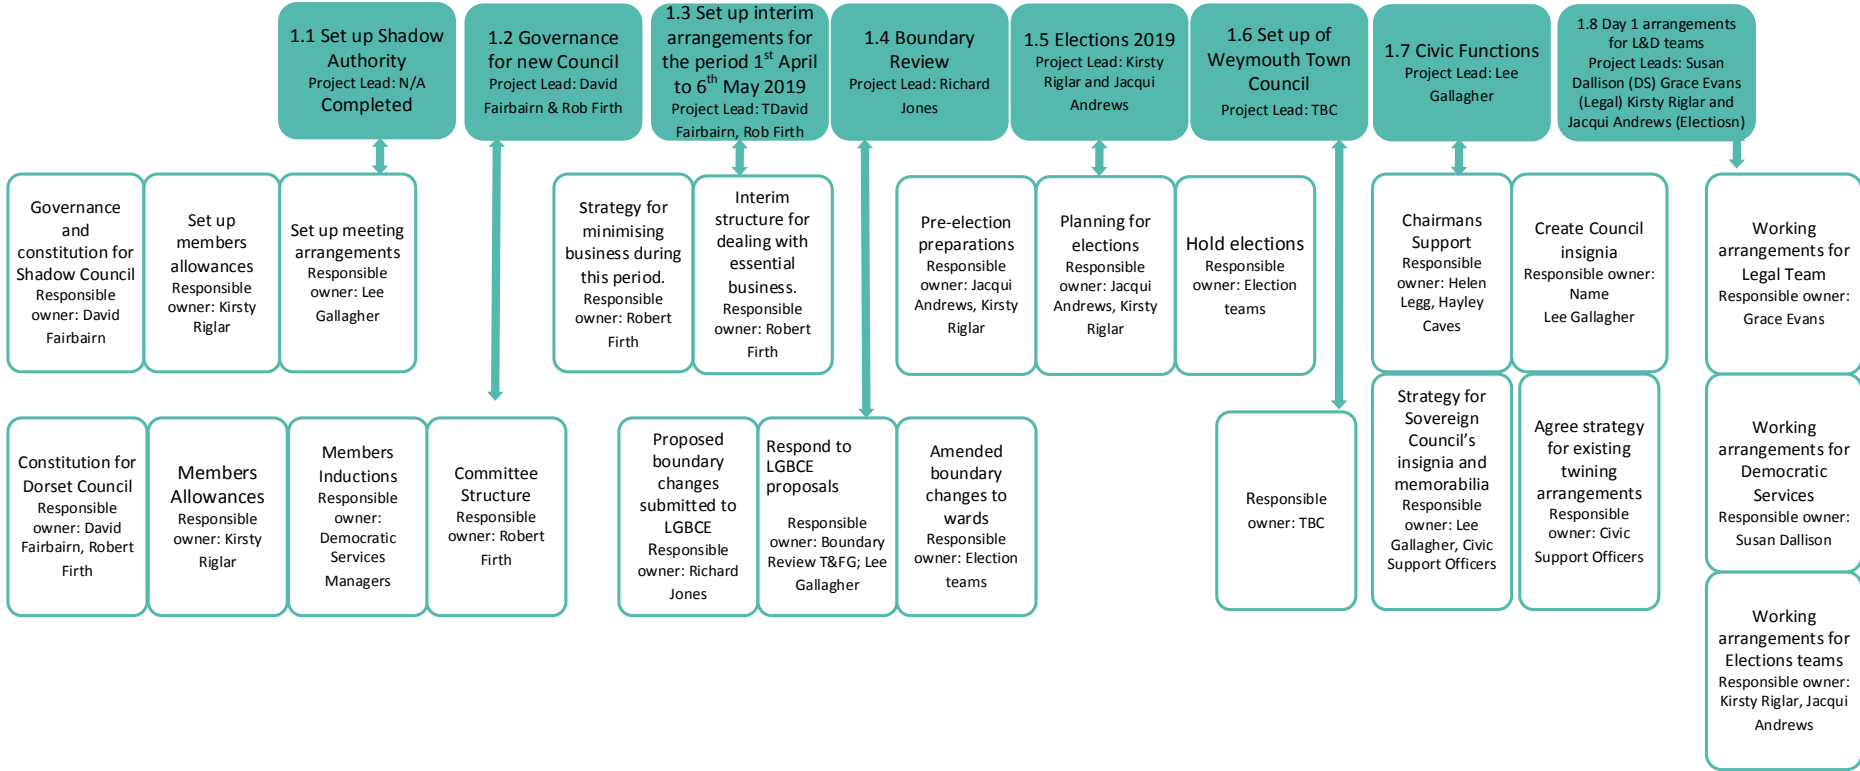 1.1 Set up Shadow
Authority
Project Lead: N/A
Completed
1.2 Governance
for new Council
Project Lead: David
Fairbairn & Rob Firth
1.3 Set up interim
arrangements for
the period 1st April
to 6th May 2019
Project Lead: TDavid
Fairbairn, Rob Firth
1.4 Boundary
Review
Project Lead: Richard
Jones
1.5 Elections 2019
Project Lead: Kirsty
Riglar and Jacqui
Andrews
1.6 Set up of
Weymouth Town
Council
Project Lead: TBC
1.7 Civic Functions
Project Lead: Lee
Gallagher
1.8 Day 1 arrangements
for L&D teams
Project Leads: Susan
Dallison (DS) Grace Evans
(Legal) Kirsty Riglar and
Jacqui Andrews (Electiosn)
Governance
and
constitution for
Shadow Council
Responsible
owner: David
Fairbairn
Set up
members
allowances
Responsible
owner: Kirsty
Riglar
Set up meeting
arrangements
Responsible
owner: Lee
Gallagher
Strategy for
minimising
business during
this period.
Responsible
owner: Robert
Firth
Interim
structure for
dealing with
essential
business.
Responsible
owner: Robert
Firth
Pre-election
preparations
Responsible
owner: Jacqui
Andrews, Kirsty
Riglar
Planning for
elections
Responsible
owner: Jacqui
Andrews, Kirsty
Riglar
Hold elections
Responsible
owner: Election
teams
Chairmans
Support
Responsible
owner: Helen
Legg, Hayley
Caves
Create Council
insignia
Responsible owner:
Name
Lee Gallagher
Working
arrangements for
Legal Team
Responsible owner:
Grace Evans
Constitution for
Dorset Council
Responsible
owner: David
Fairbairn, Robert
Firth
Members
Allowances
Responsible
owner: Kirsty
Riglar
Members
Inductions
Responsible
owner:
Democratic
Services
Managers
Committee
Structure
Responsible
owner: Robert
Firth
Proposed
boundary
changes
submitted to
LGBCE
Responsible
owner: Richard
Jones
Respond to
LGBCE
proposals
Responsible
owner: Boundary
Review T&FG; Lee
Gallagher
Amended
boundary
changes to
wards
Responsible
owner: Election
teams
Responsible
owner: TBC
Strategy for
Sovereign
Council’s
insignia and
memorabilia
Responsible
owner: Lee
Gallagher, Civic
Support Officers
Agree strategy
for existing
twining
arrangements
Responsible
owner: Civic
Support Officers
Working
arrangements for
Democratic
Services
Responsible owner:
Susan Dallison
Working
arrangements for
Elections teams
Responsible owner:
Kirsty Riglar, Jacqui
Andrews